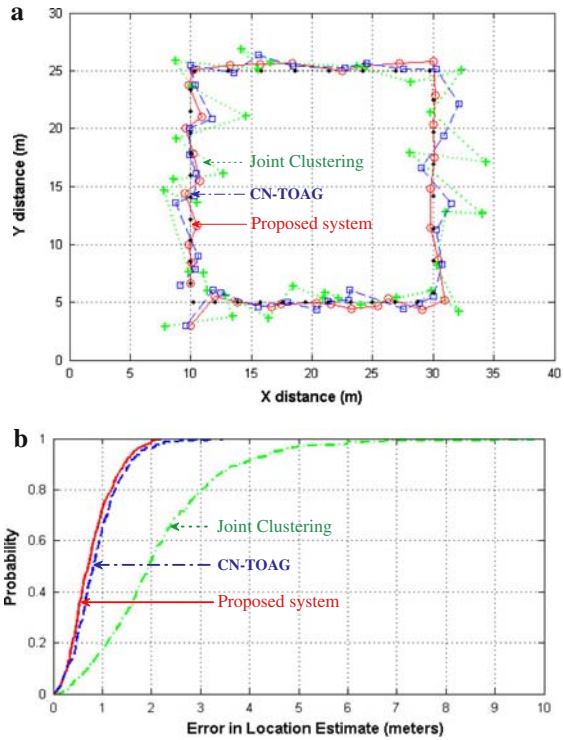 a
30
25
20
15
10
5
0
Y distance (m)
Joint Clustering
CN-TOAG
Proposed system
0 5 10 15 20 25 30 35 40
X distance (m)
b
1
0.8
0.6
0.4
0.2
0
Probability
Joint Clustering
CN-TOAG
Proposed system
0 1 2 3 4 5 6 7 8 9 10
Error in Location Estimate (meters)